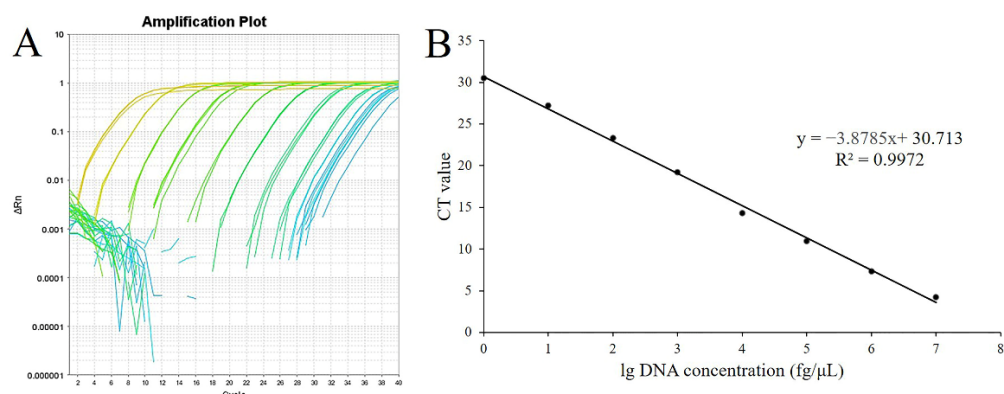 A
Amplification Plot
10
1
0.1
0.01
0.001
0.0001
0.00001
0.000001
ΔRn
2 4 6 8 10 12 14 16 18 20 22 24 26 28 30 32 34 36 38 40
Cycle
B
35
30
25
20
15
10
5
0
CT value
y = −3.8785x+ 30.713
R² = 0.9972
0 1 2 3 4 5 6 7 8
lg DNA concentration (fg/μL)